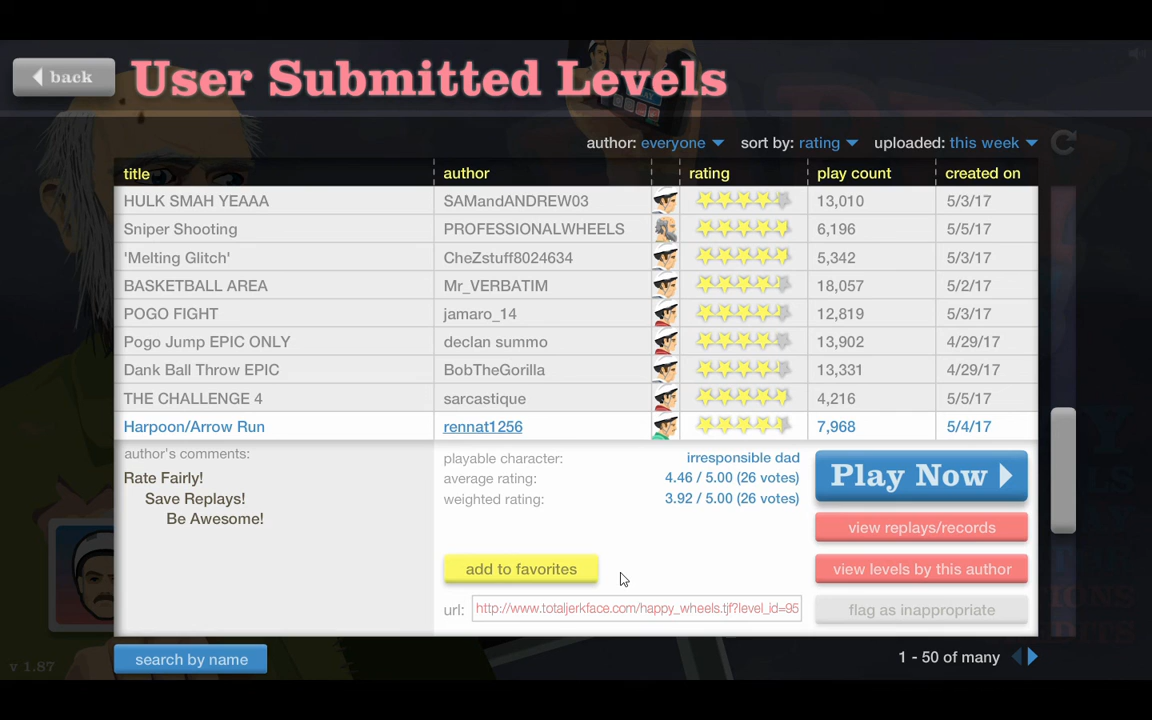 back
User Submitted Levels
author: everyone sort by: rating uploaded: this week
title author rating play count created on
HULK SMAH YEAAA SAMandANDREW03 13,010 5/3/17
Sniper Shooting PROFESSIONALWHEELS 6,196 5/5/17
'Melting Glitch' CheZstuff8024634 5,342 5/3/17
BASKETBALL AREA Mr_VERBATIM 18,057 5/2/17
POGO FIGHT jamaro_14 12,819 5/3/17
Pogo Jump EPIC ONLY declan summo 13,902 4/29/17
Dank Ball Throw EPIC BobTheGorilla 13,331 4/29/17
THE CHALLENGE 4 sarcastique 4,216 5/5/17
Harpoon/Arrow Run rennat1256 7,968 5/4/17
author's comments:
Rate Fairly!
Save Replays!
Be Awesome!
playable character: irresponsible dad
average rating: 4.46 / 5.00 (26 votes)
weighted rating: 3.92 / 5.00 (26 votes)
Play Now
view replays/records
add to favorites
view levels by this author
url: http://www.totaljerkface.com/happy_wheels.tjf?level_id=95
flag as inappropriate
search by name
1 - 50 of many
v 1.87